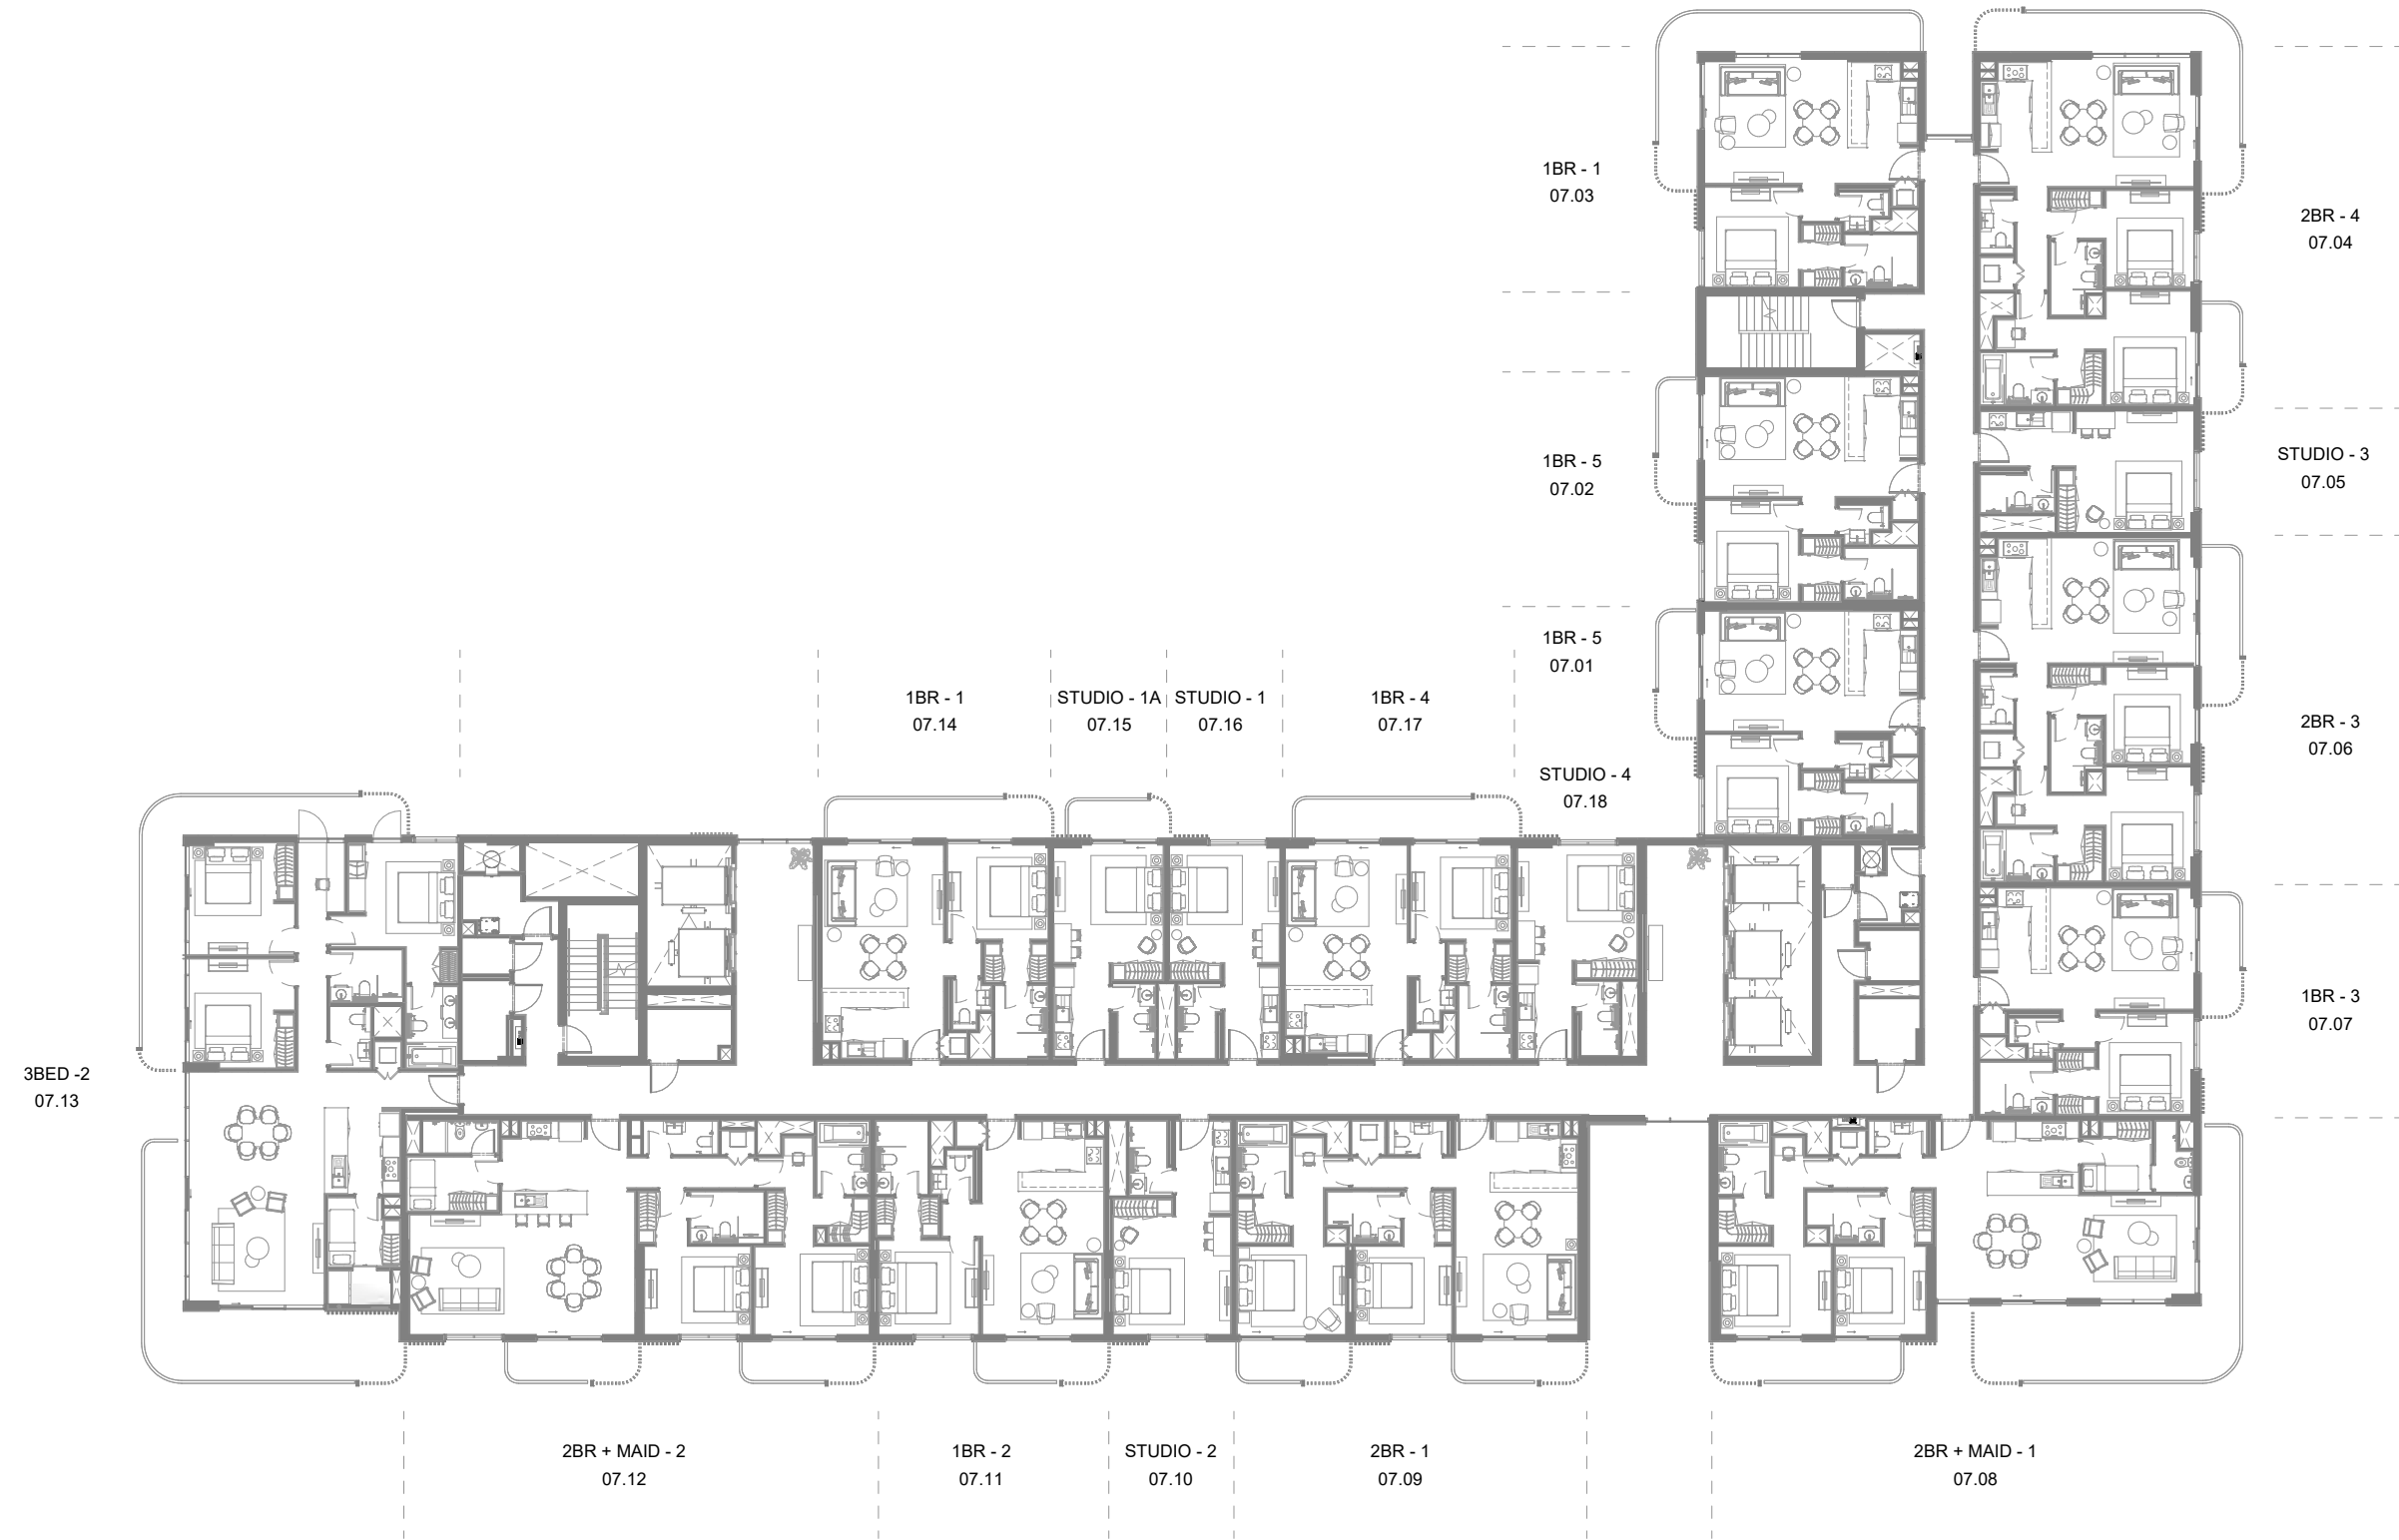 1BR - 1
07.03
2BR - 4
07.04
1BR - 5
07.02
STUDIO - 3
07.05
1BR - 5
07.01
2BR - 3
07.06
1BR - 1
07.14
STUDIO - 1A
07.15
STUDIO - 1
07.16
1BR - 4
07.17
STUDIO - 4
07.18
1BR - 3
07.07
3BED -2
07.13
2BR + MAID - 2
07.12
1BR - 2
07.11
STUDIO - 2
07.10
2BR - 1
07.09
2BR + MAID - 1
07.08